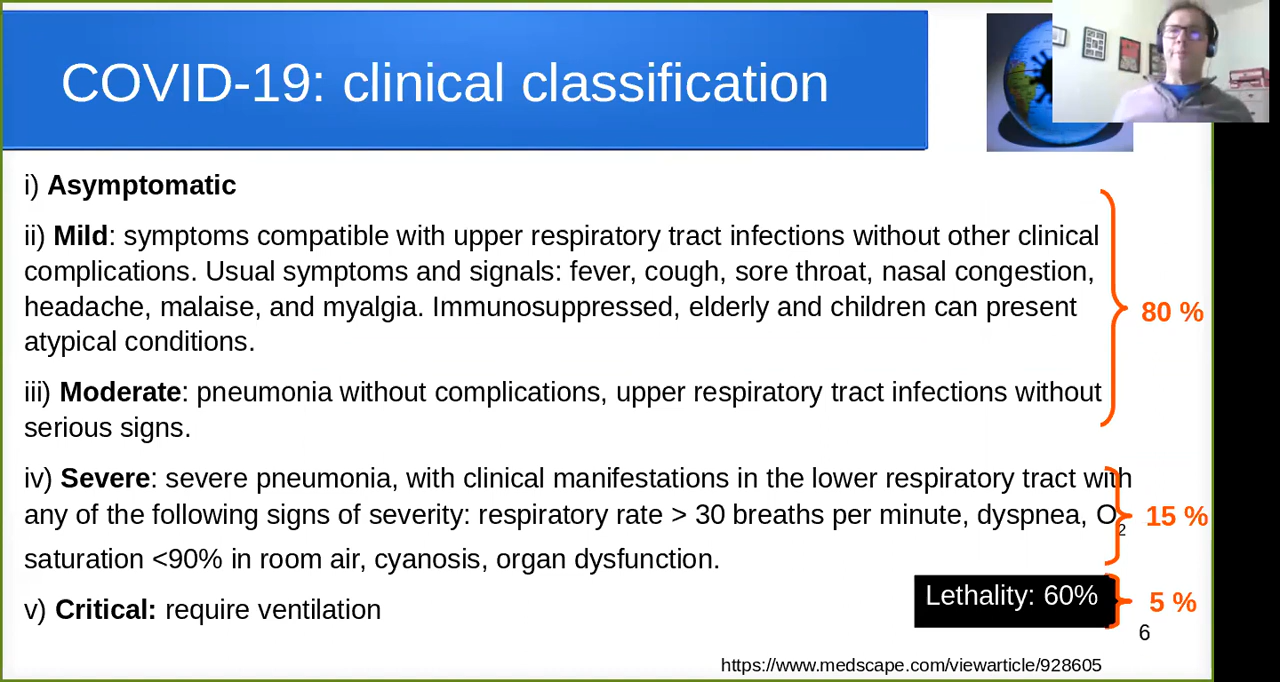 COVID-19: clinical classification
i) Asymptomatic
ii) Mild: symptoms compatible with upper respiratory tract infections without other clinical
complications. Usual symptoms and signals: fever, cough, sore throat, nasal congestion,
headache, malaise, and myalgia. Immunosuppressed, elderly and children can present
atypical conditions.
80 %
iii) Moderate: pneumonia without complications, upper respiratory tract infections without
serious signs.
iv) Severe: severe pneumonia, with clinical manifestations in the lower respiratory tract with
any of the following signs of severity: respiratory rate > 30 breaths per minute, dyspnea, O2
saturation <90% in room air, cyanosis, organ dysfunction.
15 %
v) Critical: require ventilation
Lethality: 60%
5 %
6
https://www.medscape.com/viewarticle/928605